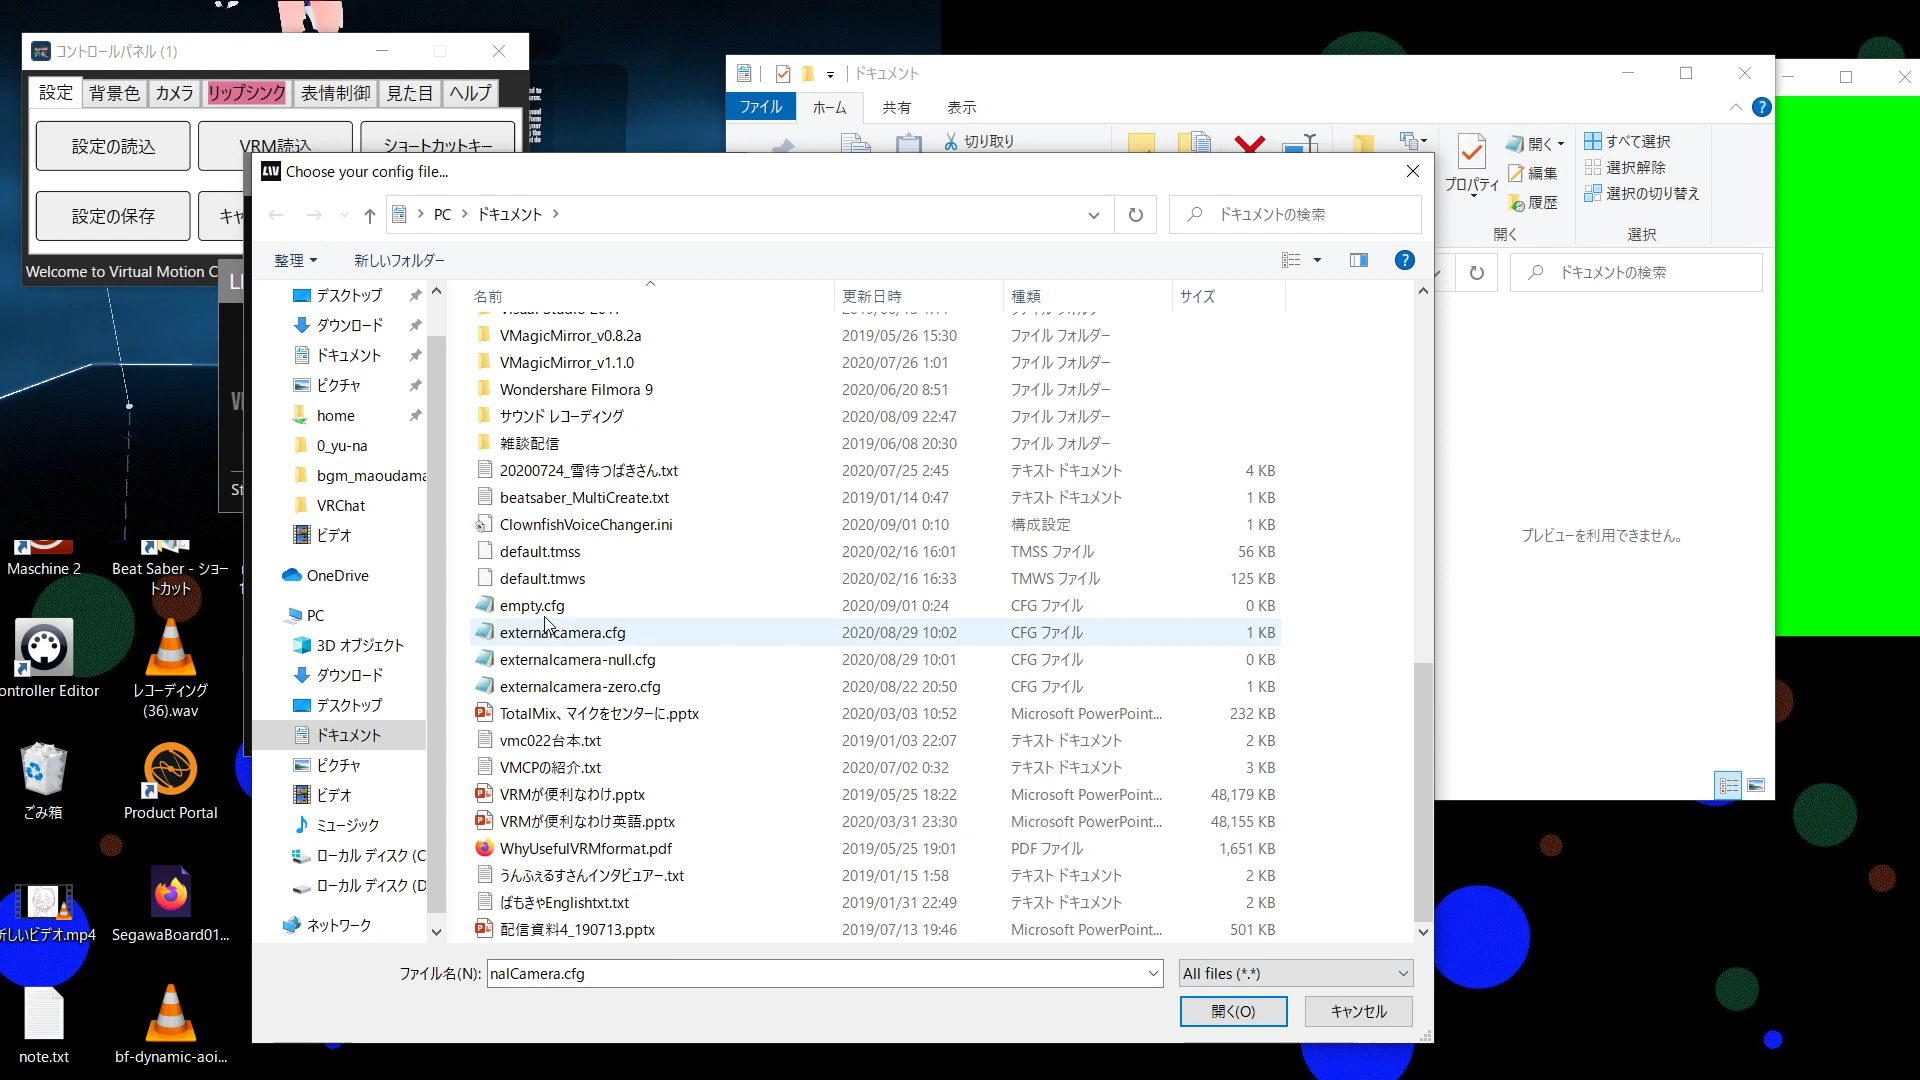 コントロールパネル (1)
設定 背景色 カメラ リップシンク 表情制御 見た目 ヘルプ
設定の読込 VRM読込 ショートカットキー
設定の保存 キャ
Welcome to Virtual Motion C
ドキュメント
ファイル ホーム 共有 表示
切り取り
プロパティ
開く
編集
履歴
開く
すべて選択
選択解除
選択の切り替え
選択
ドキュメントの検索
プレビューを利用できません。
Choose your config file...
PC ドキュメント
ドキュメントの検索
整理 新しいフォルダー
デスクトップ
ダウンロード
ドキュメント
ピクチャ
home
0_yu-na
bgm_maoudama
VRChat
ビデオ
OneDrive
PC
3D オブジェクト
ダウンロード
デスクトップ
ドキュメント
ピクチャ
ビデオ
ミュージック
ローカル ディスク (C
ローカル ディスク (D
ネットワーク
名前 更新日時 種類 サイズ
VMagicMirror_v0.8.2a 2019/05/26 15:30 ファイル フォルダー
VMagicMirror_v1.1.0 2020/07/26 1:01 ファイル フォルダー
Wondershare Filmora 9 2020/06/20 8:51 ファイル フォルダー
サウンド レコーディング 2020/08/09 22:47 ファイル フォルダー
雑談配信 2019/06/08 20:30 ファイル フォルダー
20200724_雪待つばきさん.txt 2020/07/25 2:45 テキスト ドキュメント 4 KB
beatsaber_MultiCreate.txt 2019/01/14 0:47 テキスト ドキュメント 1 KB
ClownfishVoiceChanger.ini 2020/09/01 0:10 構成設定 1 KB
default.tmss 2020/02/16 16:01 TMSS ファイル 56 KB
default.tmws 2020/02/16 16:33 TMWS ファイル 125 KB
empty.cfg 2020/09/01 0:24 CFG ファイル 0 KB
externalcamera.cfg 2020/08/29 10:02 CFG ファイル 1 KB
externalcamera-null.cfg 2020/08/29 10:01 CFG ファイル 0 KB
externalcamera-zero.cfg 2020/08/22 20:50 CFG ファイル 1 KB
TotalMix、マイクをセンターに.pptx 2020/03/03 10:52 Microsoft PowerPoint... 232 KB
vmc022台本.txt 2019/01/03 22:07 テキスト ドキュメント 2 KB
VMCPの紹介.txt 2020/07/02 0:32 テキスト ドキュメント 3 KB
VRMが便利なわけ.pptx 2019/05/25 18:22 Microsoft PowerPoint... 48,179 KB
VRMが便利なわけ英語.pptx 2020/03/31 23:30 Microsoft PowerPoint... 48,155 KB
WhyUsefulVRMformat.pdf 2019/05/25 19:01 PDF ファイル 1,651 KB
うんふぇるすさんインタビュアー.txt 2019/01/15 1:58 テキスト ドキュメント 2 KB
ばもきゃEnglishtxt.txt 2019/01/31 22:49 テキスト ドキュメント 2 KB
配信資料4_190713.pptx 2019/07/13 19:46 Microsoft PowerPoint... 501 KB
ファイル名(N): nalCamera.cfg All files (*.*)
開く(O) キャンセル
Maschine 2
Beat Saber - ショー
トカット
ontroller Editor
レコーディング
(36).wav
ごみ箱
Product Portal
新しいビデオ.mp4
SegawaBoard01...
note.txt
bf-dynamic-aoi...